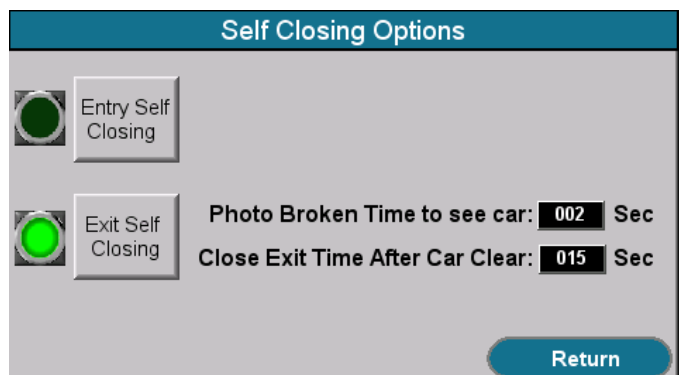 Self Closing Options
Entry Self
Closing
Exit Self
Closing
Photo Broken Time to see car: 002 Sec
Close Exit Time After Car Clear: 015 Sec
Return